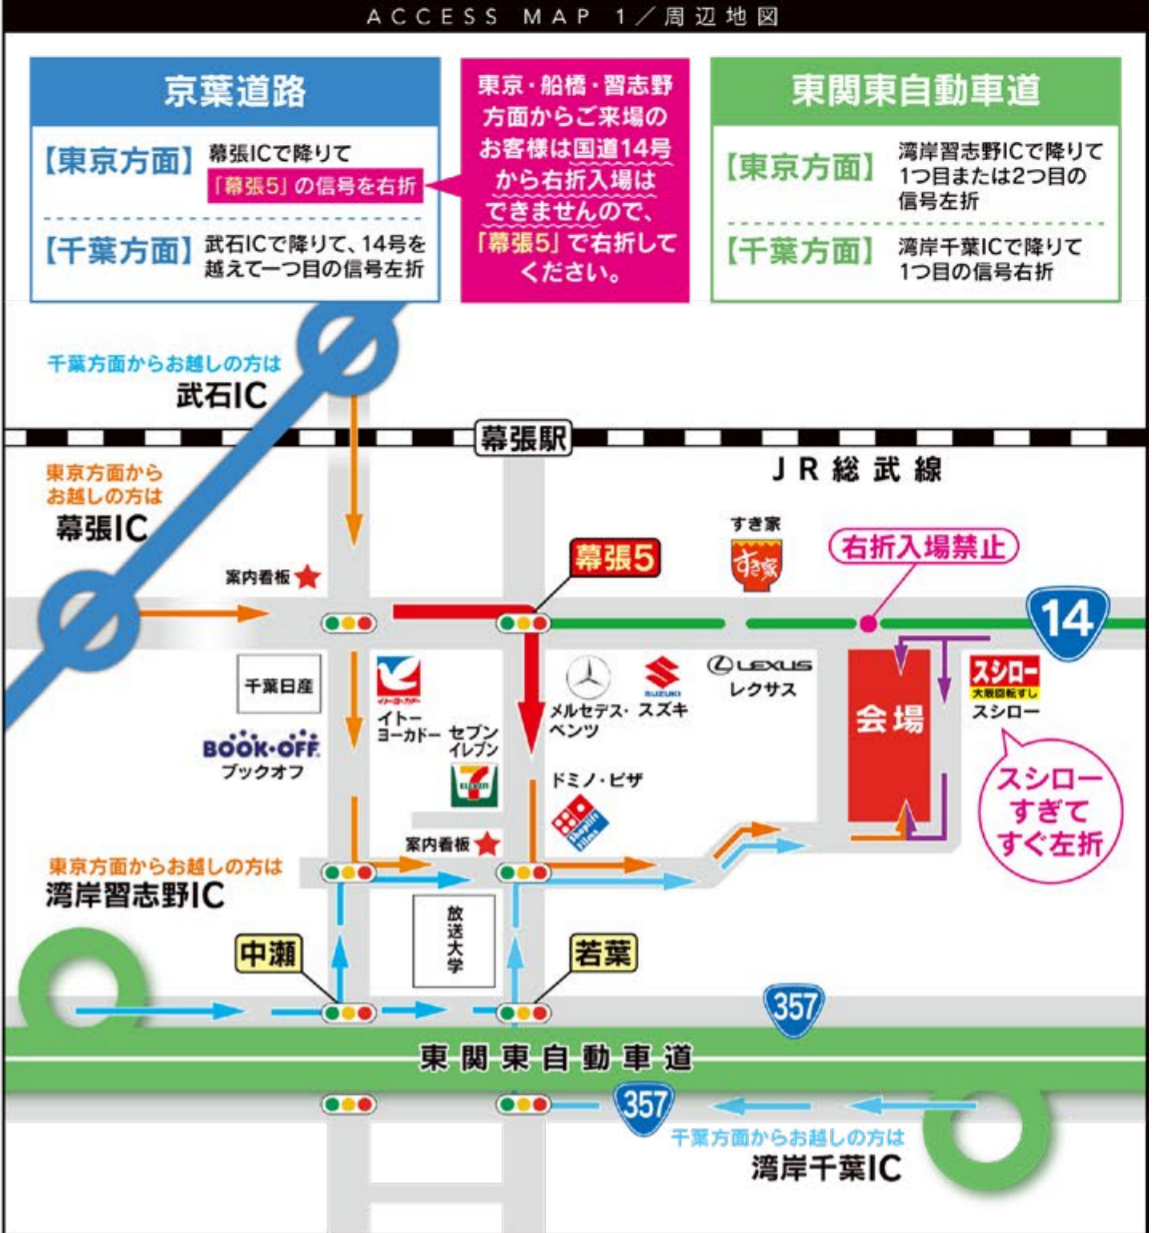 ACCESS MAP 1／周辺地図
京葉道路
【東京方面】
幕張ICで降りて
「幕張5」の信号を右折
【千葉方面】
武石ICで降りて、14号を
越えて一つ目の信号左折
東京・船橋・習志野
方面からご来場の
お客様は国道14号
から右折入場は
できませんので、
「幕張5」で右折して
ください。
東関東自動車道
【東京方面】
湾岸習志野ICで降りて
1つ目または2つ目の
信号左折
【千葉方面】
湾岸千葉ICで降りて
1つ目の信号右折
千葉方面からお越しの方は
武石IC
幕張駅
JR総武線
東京方面から
お越しの方は
幕張IC
すき家
すき家
右折入場禁止
幕張5
案内看板
14
千葉日産
イトーヨーカドー
イトー
ヨーカドー
BOOK・OFF
ブックオフ
セブン
イレブン
7
ELEVEN
メルセデス・
ベンツ
SUZUKI
スズキ
LEXUS
レクサス
会場
スシロー
大阪回転すし
スシロー
スシロー
すぎて
すぐ左折
ドミノ・ピザ
Shoplift
Films
案内看板
東京方面からお越しの方は
湾岸習志野IC
放送大学
中瀬
若葉
357
東関東自動車道
357
千葉方面からお越しの方は
湾岸千葉IC